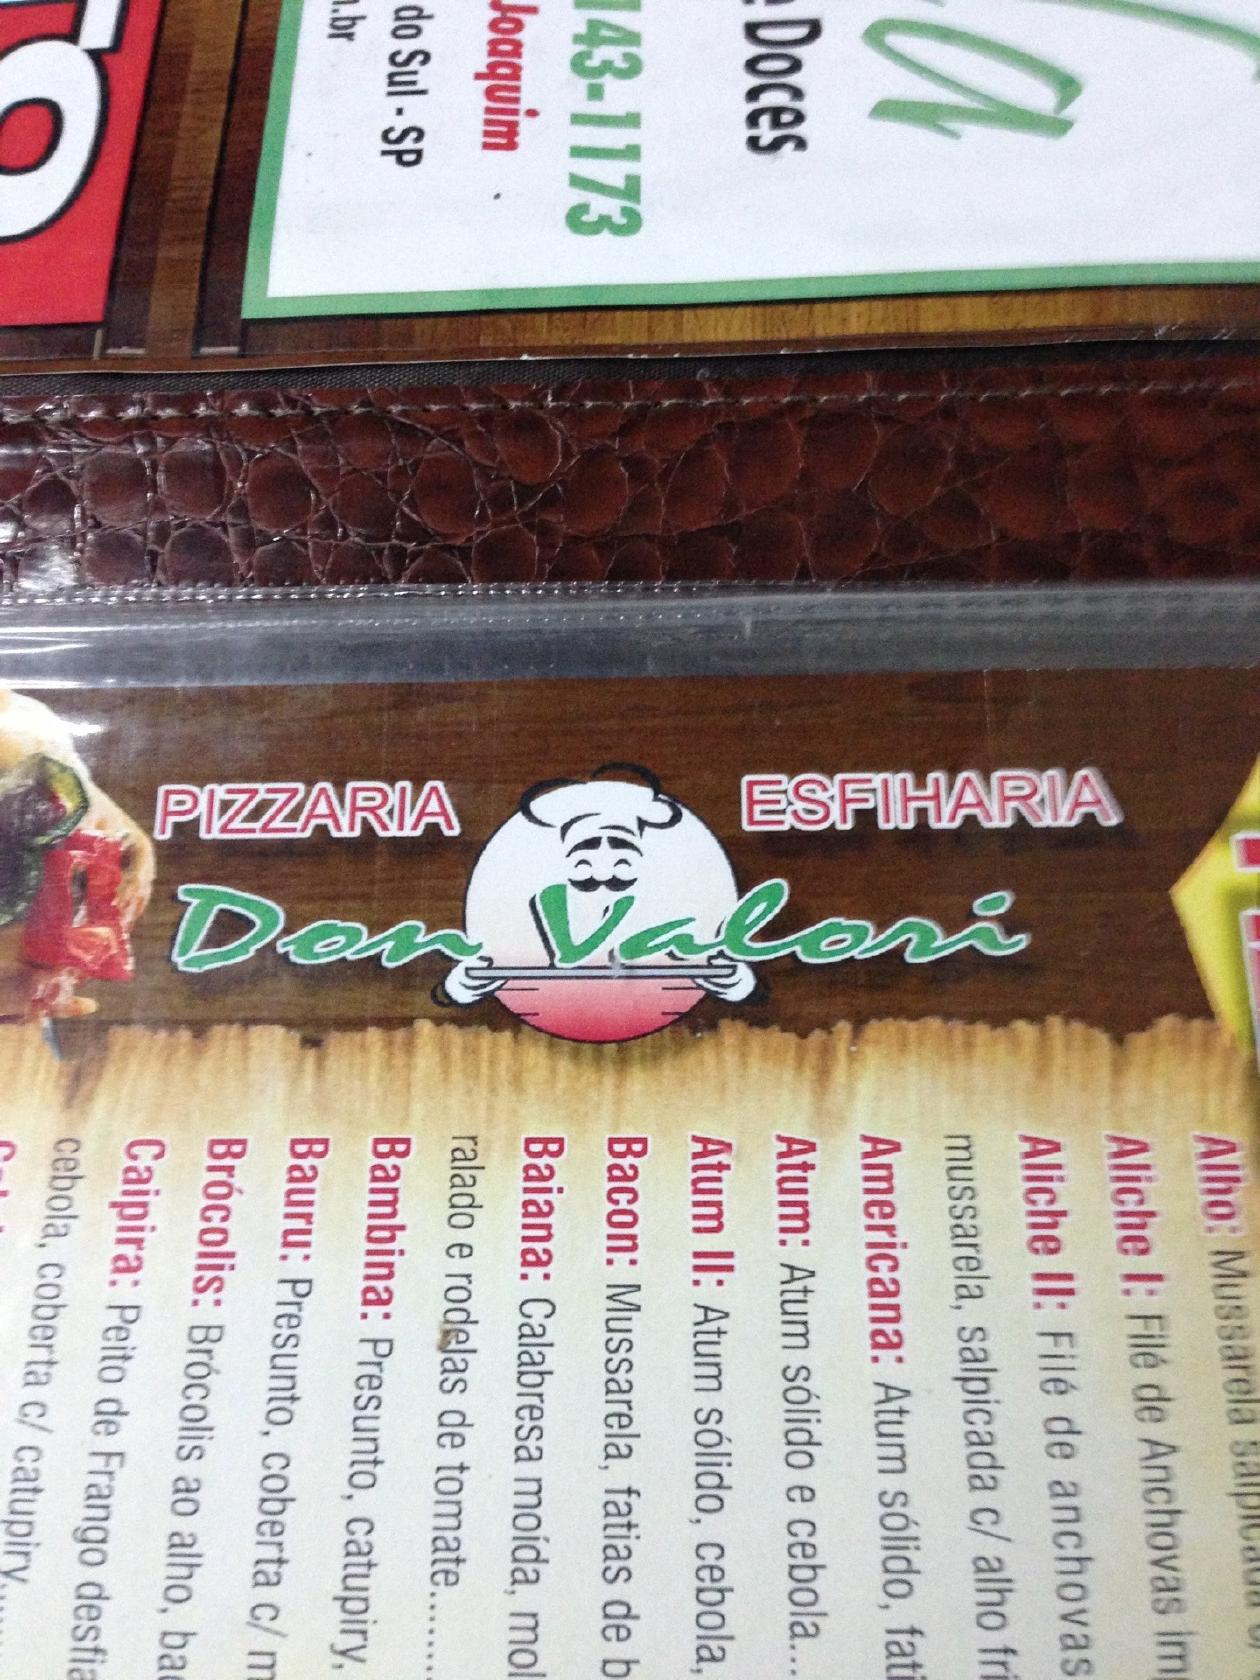 Doces
143-1173
Joaquim
do Sul - SP
.br
PIZZARIA
ESFIHARIA
Don Valori
Alho: Mussarela
Aliche I: Filé de Anchovas
Aliche II: Filé de anchovas
mussarela, salpicada c/ alho
Americana: Atum sólido,
Atum: Atum sólido e cebola...
Atum II: Atum sólido, cebola,
Bacon: Mussarela, fatias de
Baiana: Calabresa moída,
ralado e rodelas de tomate........
Bambina: Presunto, catupiry.
Bauru: Presunto, coberta c/
Brócolis: Brócolis ao alho,
Caipira: Peito de Frango
cebola, coberta c/ catupiry.....